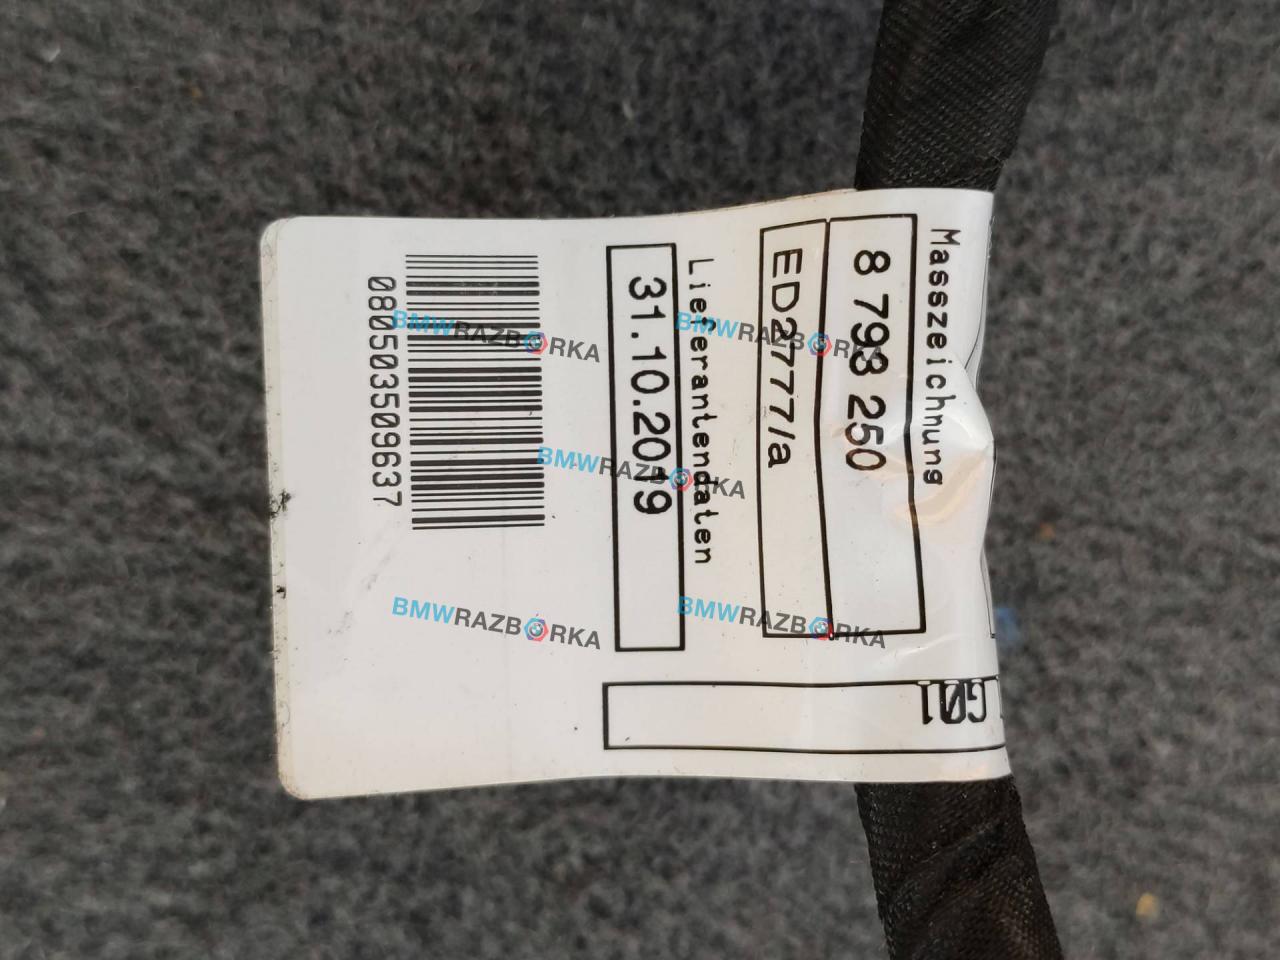 Masszeichnung
8 793 250
ED2777/a
Lieferantendaten
31.10.2019
080503509637
G01
BMWRAZBORKA
BMWRAZBORKA
BMWRAZBORKA
BMWRAZBORKA
BMWRAZBORKA